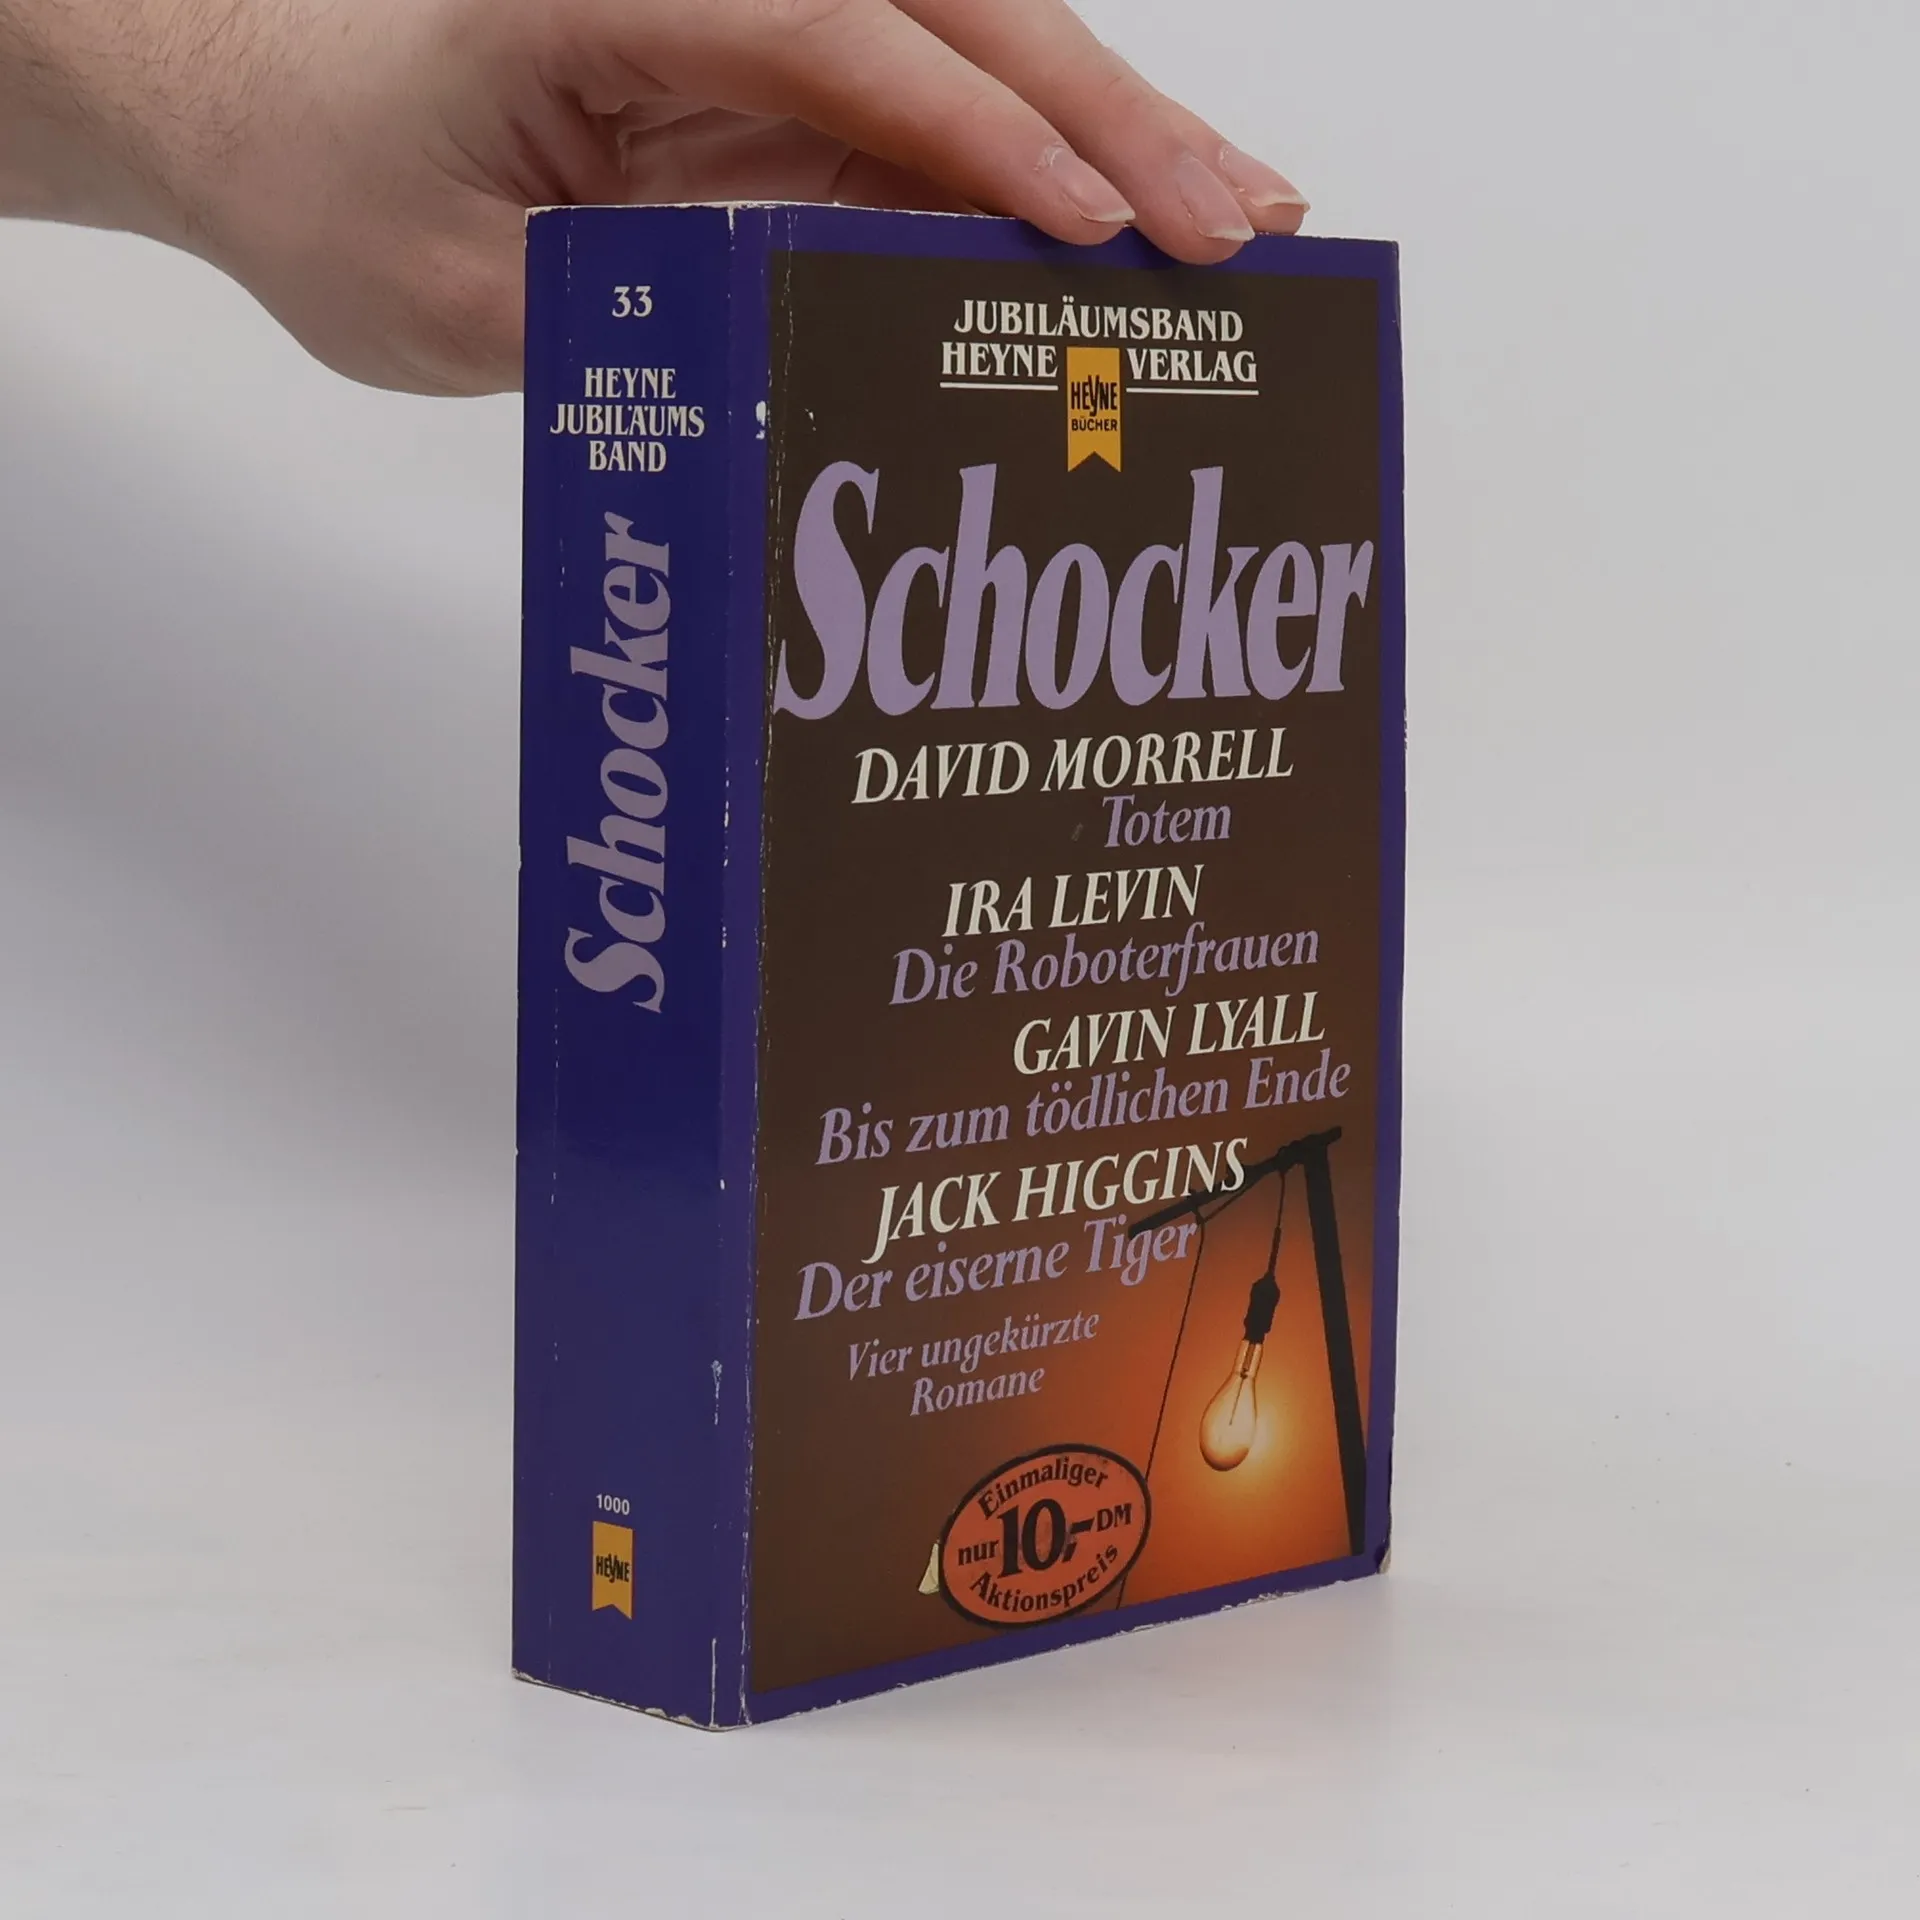 33
HEYNE
JUBILÄUMS
BAND
Schocker
1000
HEYNE
JUBILÄUMSBAND
HEYNE VERLAG
HEYNE
BÜCHER
Schocker
DAVID MORRELL
Totem
IRA LEVIN
Die Roboterfrauen
GAVIN LYALL
Bis zum tödlichen Ende
JACK HIGGINS
Der eiserne Tiger
Vier ungekürzte
Romane
Einmaliger
nur 10,- DM
Aktionspreis